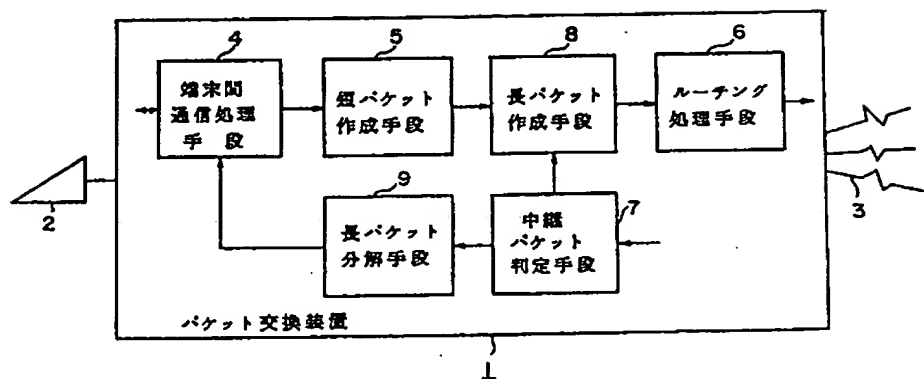 4
5
8
6
端末間
通信処理
手段
短パケット
作成手段
長パケット
作成手段
ルーチング
処理手段
2
3
9
7
長パケット
分解手段
中継
パケット
判定手段
パケット交換装置
1